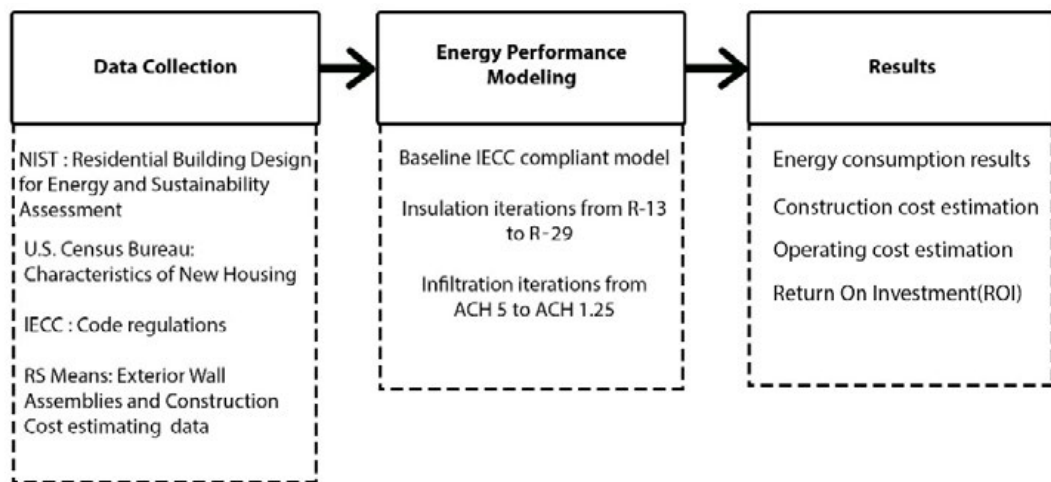 Data Collection
NIST : Residential Building Design
for Energy and Sustainability
Assessment
U.S. Census Bureau:
Characteristics of New Housing
IECC : Code regulations
RS Means: Exterior Wall
Assemblies and Construction
Cost estimating data
Energy Performance
Modeling
Baseline IECC compliant model
Insulation iterations from R-13
to R-29
Infiltration iterations from
ACH 5 to ACH 1.25
Results
Energy consumption results
Construction cost estimation
Operating cost estimation
Return On Investment(ROI)